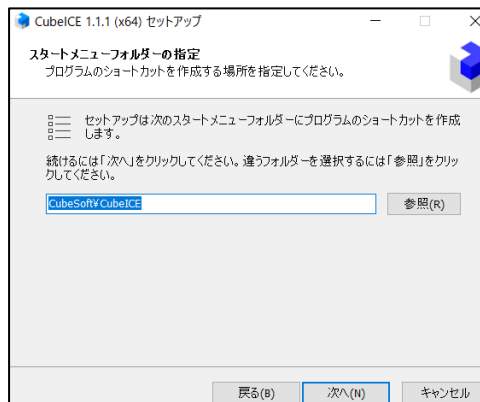 CubeICE 1.1.1 (x64) セットアップ
スタートメニューフォルダーの指定
プログラムのショートカットを作成する場所を指定してください。
セットアップは次のスタートメニューフォルダーにプログラムのショートカットを作成
します。
続けるには「次へ」をクリックしてください。違うフォルダーを選択するには「参照」をクリッ
クしてください。
CubeSoft¥CubeICE
参照(R)
戻る(B)
次へ(N)
キャンセル